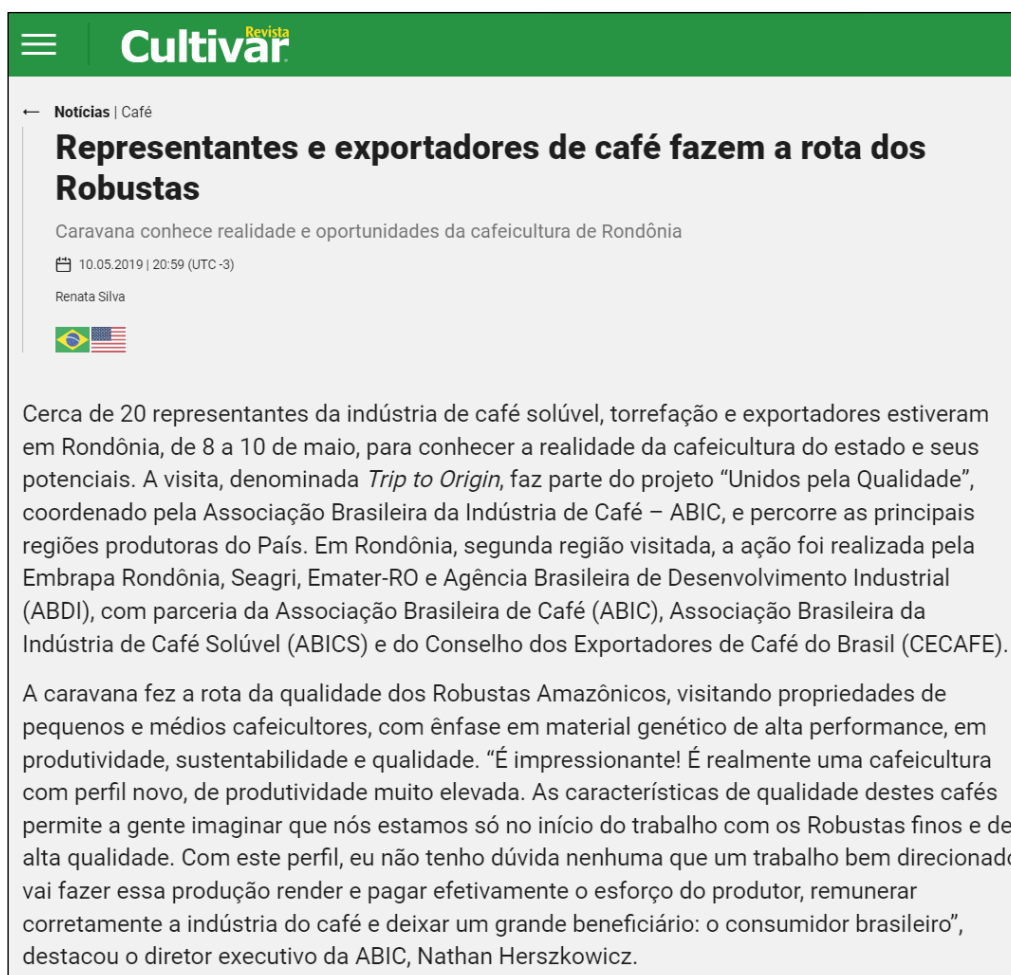 Revista
Cultivar
← Notícias | Café
Representantes e exportadores de café fazem a rota dos
Robustas
Caravana conhece realidade e oportunidades da cafeicultura de Rondônia
10.05.2019 | 20:59 (UTC -3)
Renata Silva
Cerca de 20 representantes da indústria de café solúvel, torrefação e exportadores estiveram
em Rondônia, de 8 a 10 de maio, para conhecer a realidade da cafeicultura do estado e seus
potenciais. A visita, denominada Trip to Origin, faz parte do projeto “Unidos pela Qualidade”,
coordenado pela Associação Brasileira da Indústria de Café – ABIC, e percorre as principais
regiões produtoras do País. Em Rondônia, segunda região visitada, a ação foi realizada pela
Embrapa Rondônia, Seagri, Emater-RO e Agência Brasileira de Desenvolvimento Industrial
(ABDI), com parceria da Associação Brasileira de Café (ABIC), Associação Brasileira da
Indústria de Café Solúvel (ABICS) e do Conselho dos Exportadores de Café do Brasil (CECAFE).
A caravana fez a rota da qualidade dos Robustas Amazônicos, visitando propriedades de
pequenos e médios cafeicultores, com ênfase em material genético de alta performance, em
produtividade, sustentabilidade e qualidade. “É impressionante! É realmente uma cafeicultura
com perfil novo, de produtividade muito elevada. As características de qualidade destes cafés
permite a gente imaginar que nós estamos só no início do trabalho com os Robustas finos e de
alta qualidade. Com este perfil, eu não tenho dúvida nenhuma que um trabalho bem direcionado
vai fazer essa produção render e pagar efetivamente o esforço do produtor, remunerar
corretamente a indústria do café e deixar um grande beneficiário: o consumidor brasileiro”,
destacou o diretor executivo da ABIC, Nathan Herszkowicz.